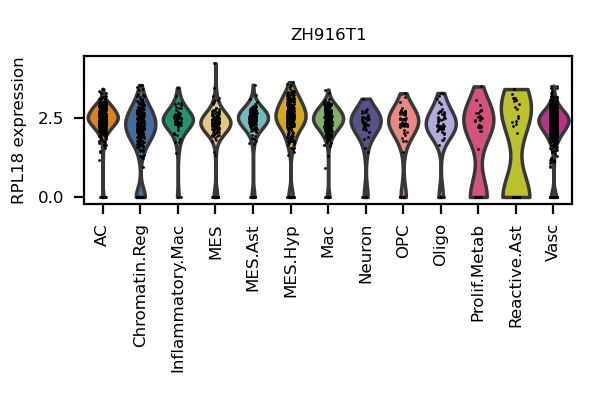 ZH916T1
RPL18 expression
2.5
0.0
AC
Chromatin.Reg
Inflammatory.Mac
MES
MES.Ast
MES.Hyp
Mac
Neuron
OPC
Oligo
Prolif.Metab
Reactive.Ast
Vasc